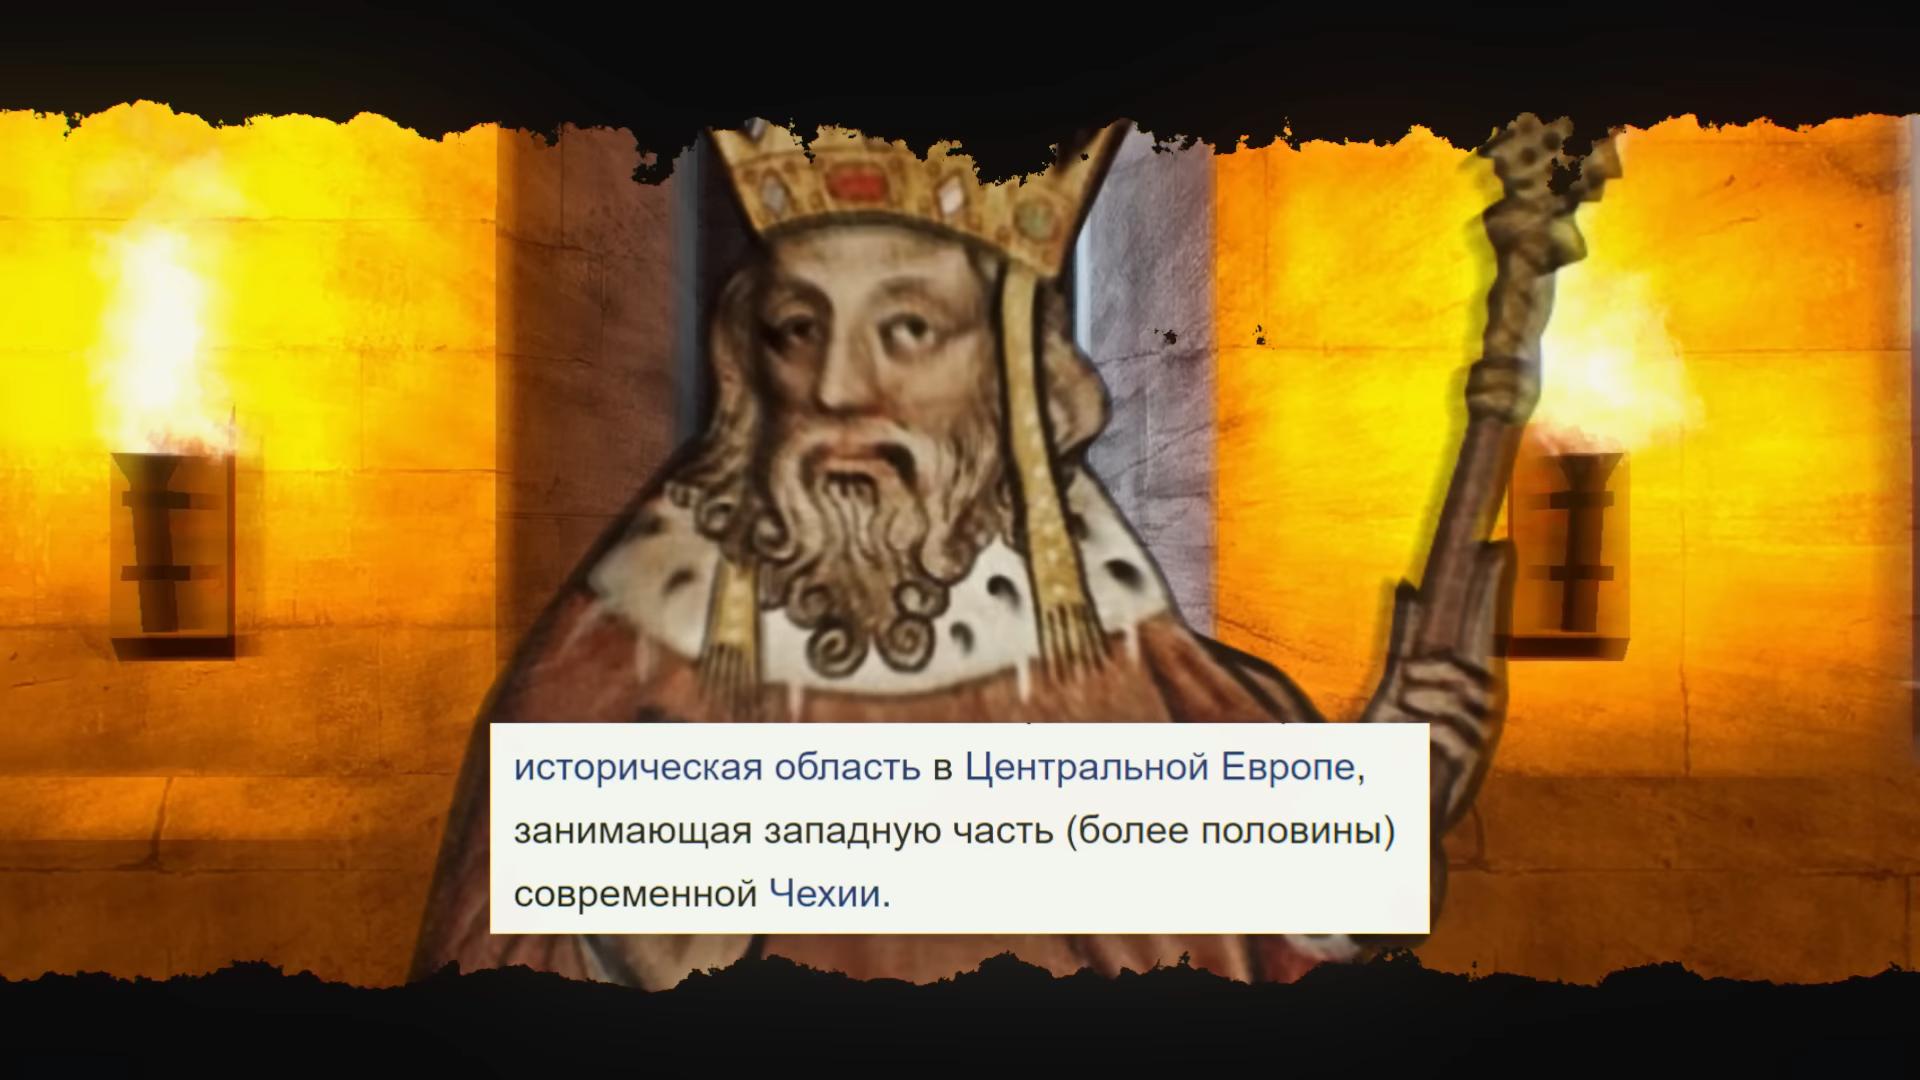 историческая область в Центральной Европе,
занимающая западную часть (более половины)
современной Чехии.